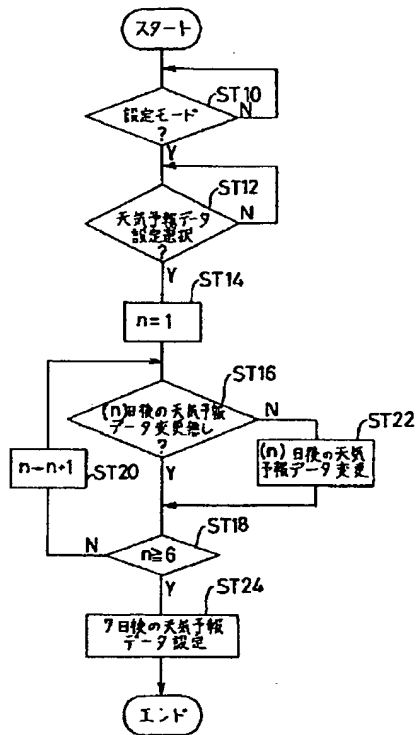 スタート
ST10
設定モード
?
N
Y
ST12
天気予報データ
設定選択
?
N
Y
ST14
n=1
ST16
(n)日後の天気予報
データ変更無し
?
N
Y
ST22
(n)日後の天気
予報データ変更
n←n+1
ST20
ST18
n≧6
N
Y
ST24
7日後の天気予報
データ設定
エンド